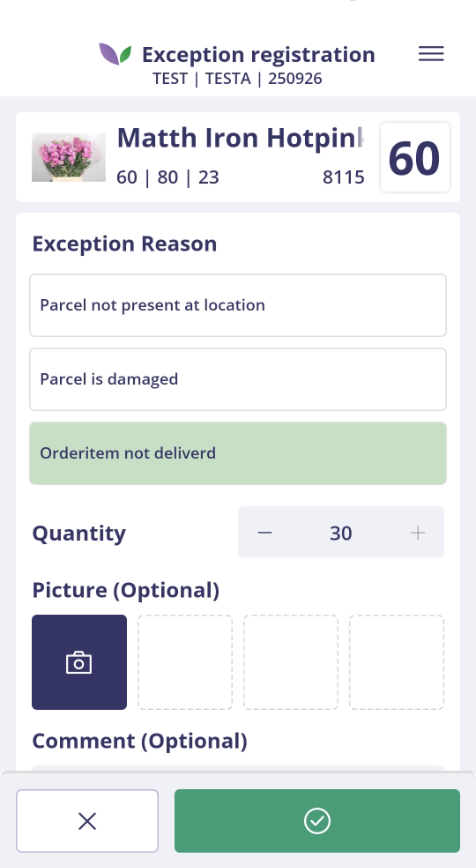 Exception registration
TEST | TESTA | 250926
Matth Iron Hotpin
60 | 80 | 23
8115
60
Exception Reason
Parcel not present at location
Parcel is damaged
Orderitem not deliverd
Quantity
30
Picture (Optional)
Comment (Optional)